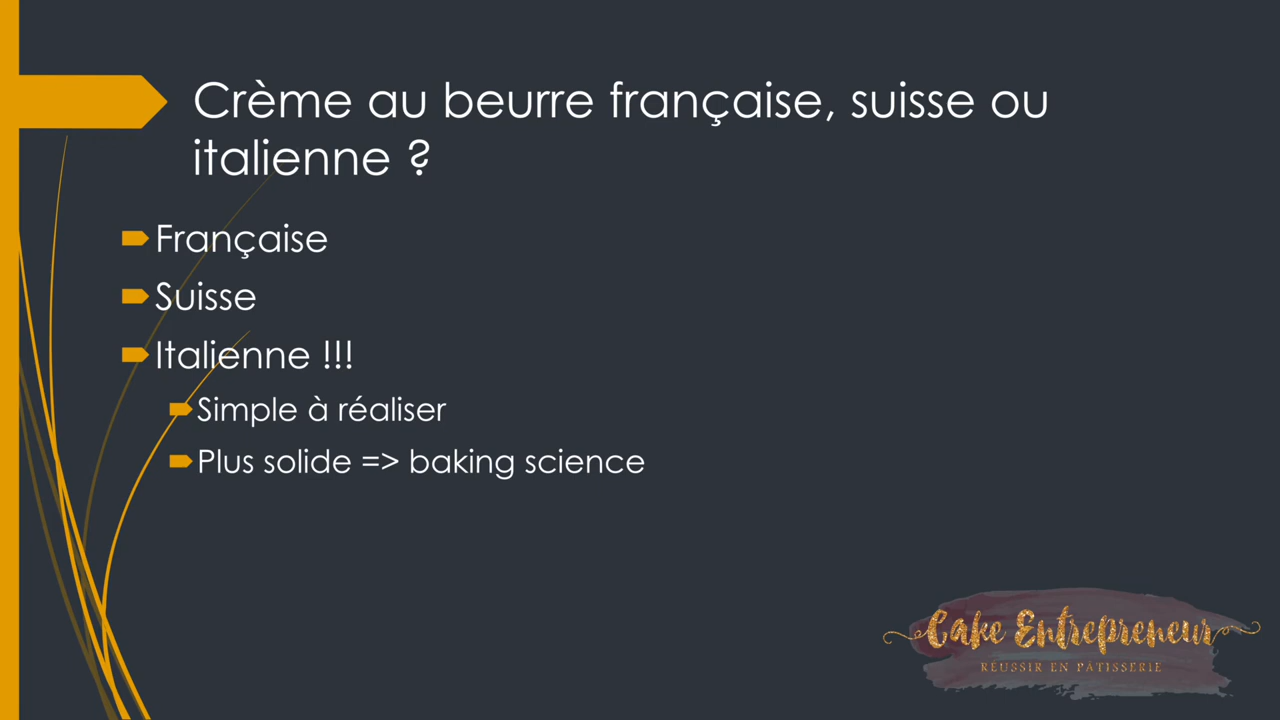 Crème au beurre française, suisse ou
italienne ?
Française
Suisse
Italienne !!!
Simple à réaliser
Plus solide => baking science
Cake Entrepreneur
RÉUSSIR EN PÂTISSERIE